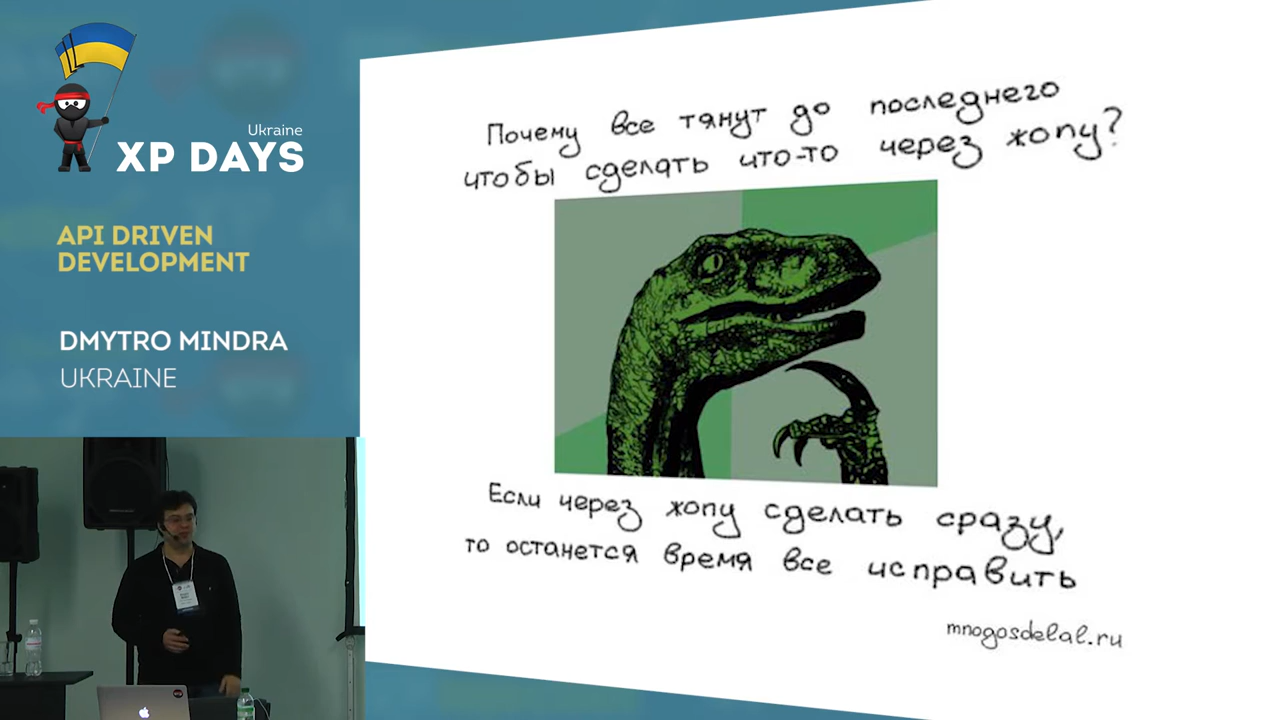 Ukraine
XP DAYS
API DRIVEN
DEVELOPMENT
DMYTRO MINDRA
UKRAINE
Почему все тянут до последнего
чтобы сделать что-то через жопу?
Если через жопу сделать сразу,
то останется время все исправить
mnogosdelal.ru